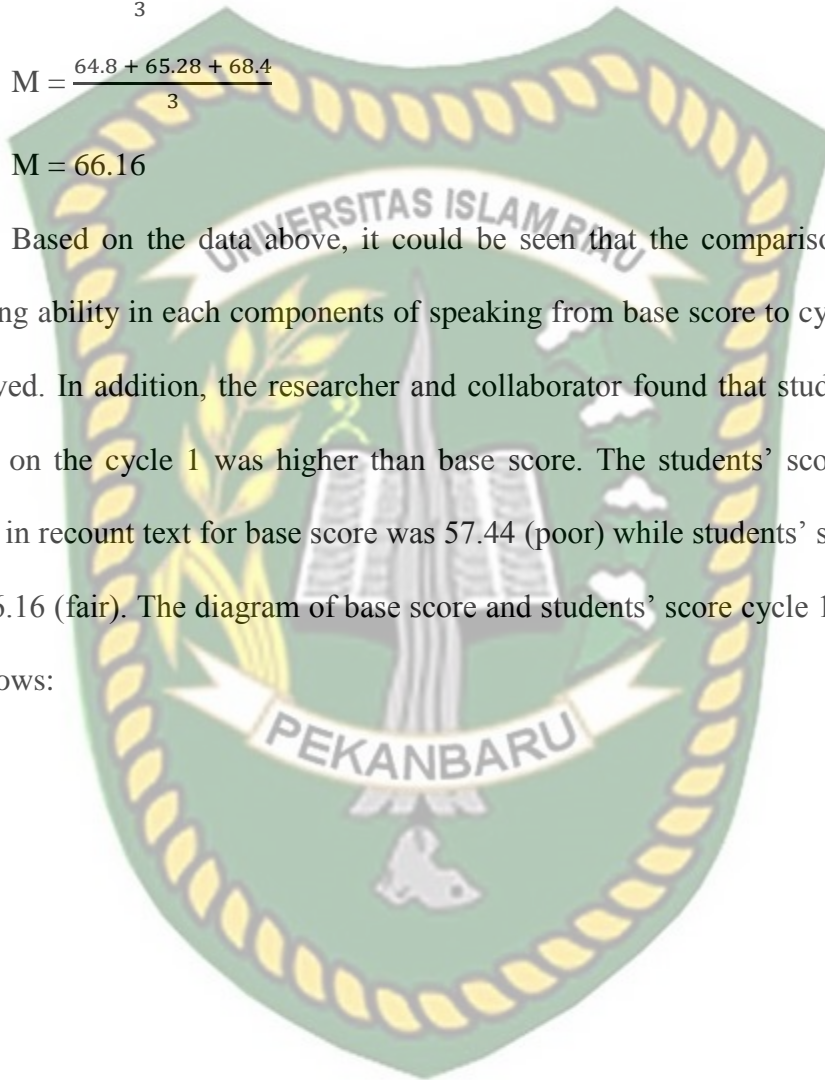 3
M = 64.8 + 65.28 + 68.4
3
M = 66.16
UNIVERSITAS ISLAM RIAU
Based on the data above, it could be seen that the compariso
ng ability in each components of speaking from base score to cy
ved. In addition, the researcher and collaborator found that stud
on the cycle 1 was higher than base score. The students’ sco
in recount text for base score was 57.44 (poor) while students’ s
6.16 (fair). The diagram of base score and students’ score cycle 1
ows:
PEKANBARU